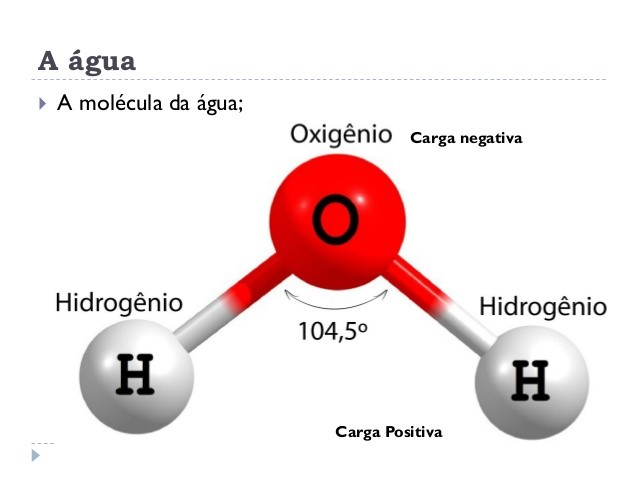 A água
A molécula da água;
Oxigênio
Carga negativa
O
Hidrogênio
Hidrogênio
104,5º
H
H
Carga Positiva